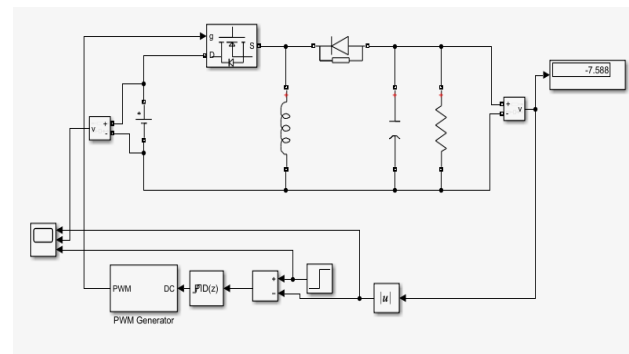 g
D
S
-7.588
+
v
-
+
v
-
+
PWM
DC
PID(z)
+
-
|u|
PWM Generator